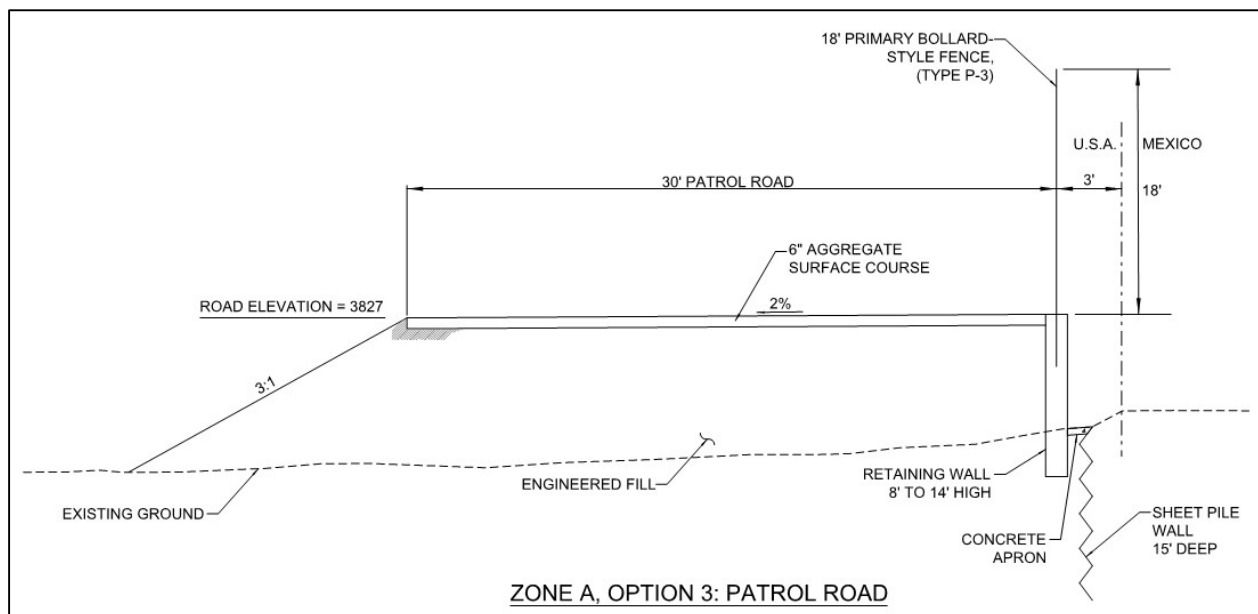 18' PRIMARY BOLLARD-
STYLE FENCE,
(TYPE P-3)
U.S.A.
MEXICO
30' PATROL ROAD
3'
18'
6" AGGREGATE
SURFACE COURSE
ROAD ELEVATION = 3827
2%
3:1
RETAINING WALL
8' TO 14' HIGH
ENGINEERED FILL
EXISTING GROUND
CONCRETE
APRON
SHEET PILE
WALL
15' DEEP
ZONE A, OPTION 3: PATROL ROAD